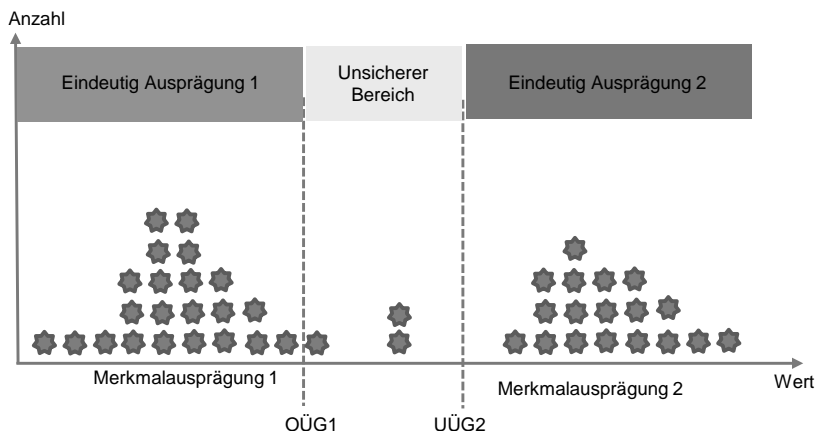 Anzahl
Eindeutig Ausprägung 1
Unsicherer
Bereich
Eindeutig Ausprägung 2
Merkmalausprägung 1
Merkmalausprägung 2
Wert
OÜG1
UÜG2